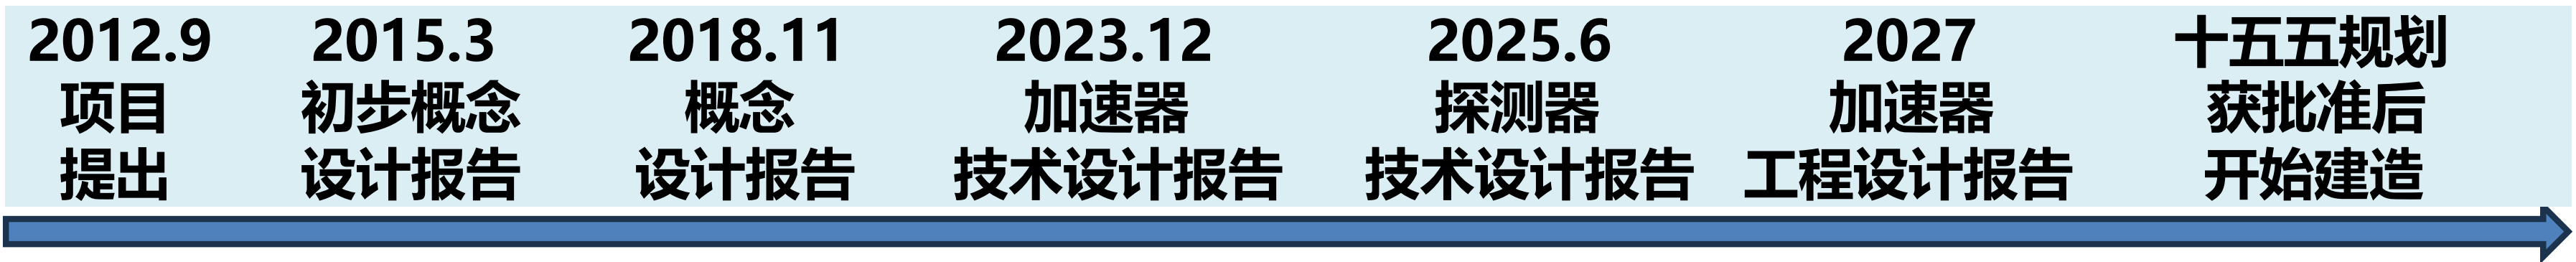 2012.9
项目
提出
2015.3
初步概念
设计报告
2018.11
概念
设计报告
2023.12
加速器
技术设计报告
2025.6
探测器
技术设计报告
2027
加速器
工程设计报告
十五五规划
获批准后
开始建造